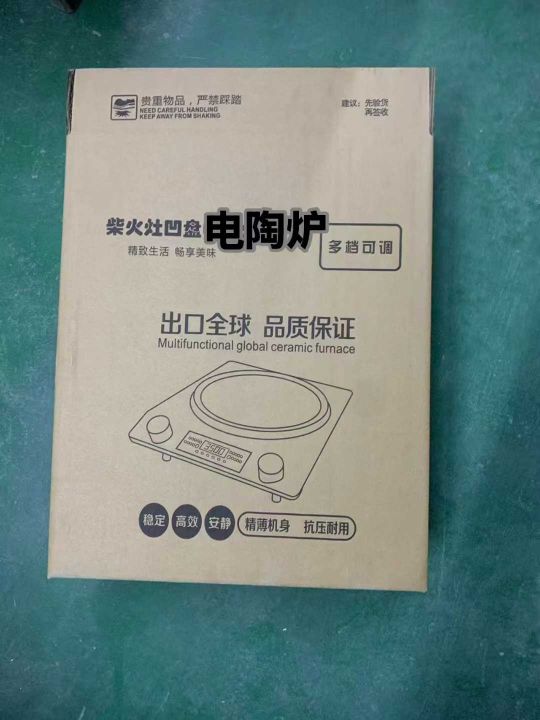 贵重物品，严禁踩踏
NEED CAREFUL HANDLING
KEEP AWAY FROM SHAKING
建议：先验货
再签收
柴火灶凹盘电陶炉
多档可调
精致生活 畅享美味
出口全球 品质保证
Multifunctional global ceramic furnace
3500
稳定 高效 安静 精薄机身 抗压耐用